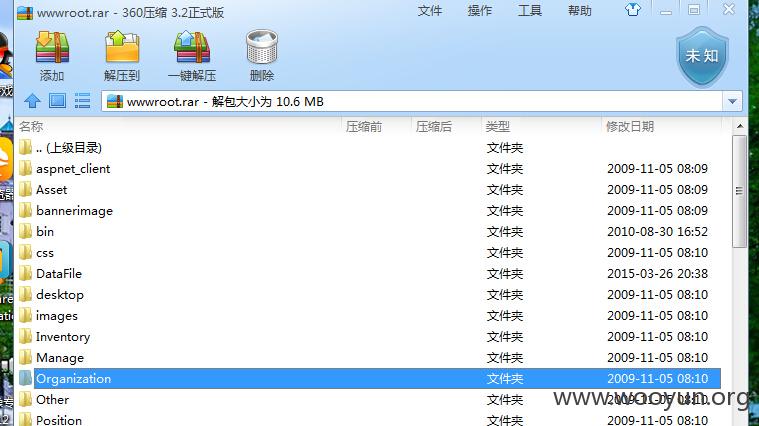 wwwroot.rar - 360压缩 3.2正式版 文件 操作 工具 帮助
添加 解压到 一键解压 删除 未知
wwwroot.rar - 解包大小为 10.6 MB
名称 压缩前 压缩后 类型 修改日期
.. (上级目录) 文件夹
aspnet_client 文件夹 2009-11-05 08:09
Asset 文件夹 2009-11-05 08:09
bannerimage 文件夹 2009-11-05 08:09
bin 文件夹 2010-08-30 16:52
css 文件夹 2009-11-05 08:10
DataFile 文件夹 2015-03-26 20:38
desktop 文件夹 2009-11-05 08:10
images 文件夹 2009-11-05 08:10
Inventory 文件夹 2009-11-05 08:10
Manage 文件夹 2009-11-05 08:10
Organization 文件夹 2009-11-05 08:10
Other 文件夹 2009-11-05 08:10
Position 文件夹 2009-11-05 08:10
www.wooyun.org